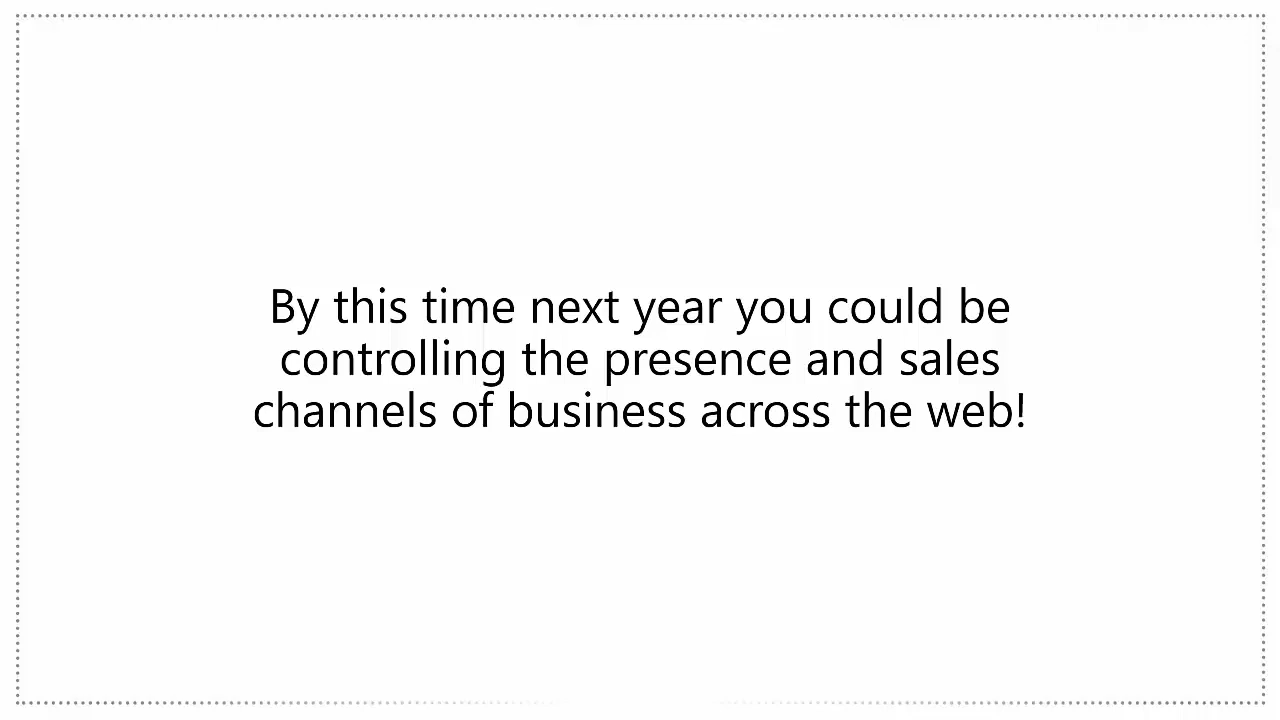 By this time next year you could be
controlling the presence and sales
channels of business across the web!